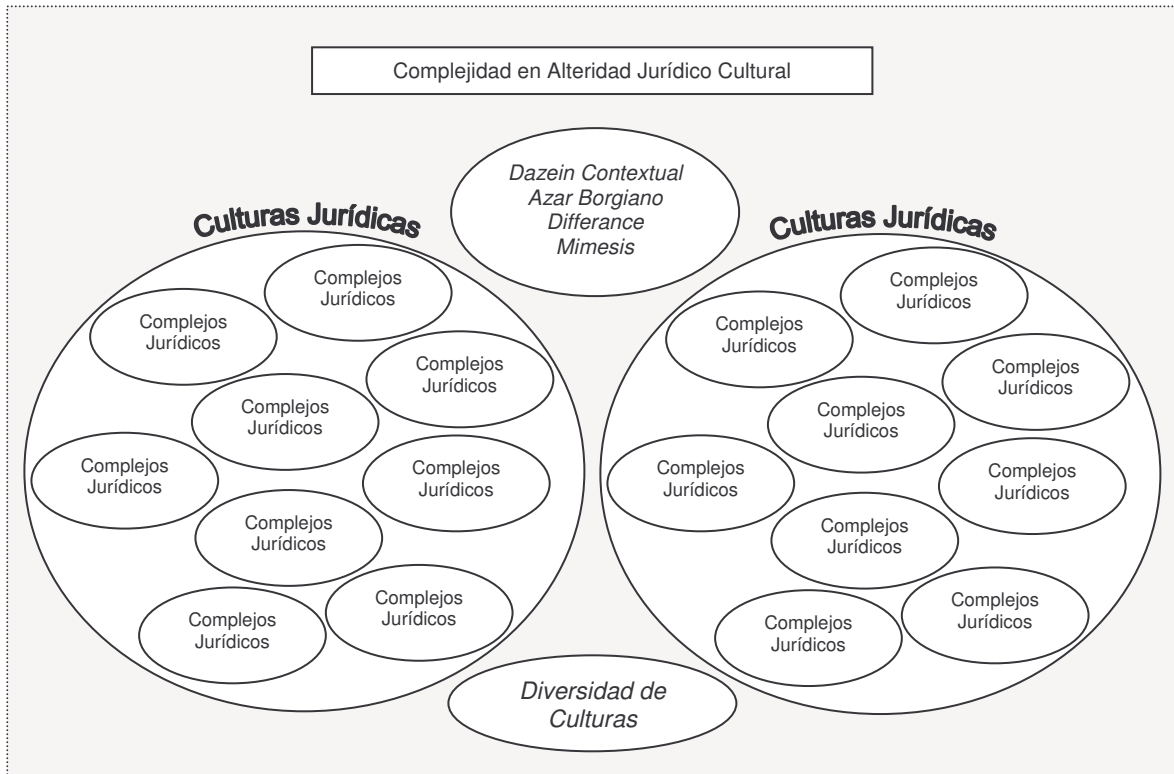 Complejidad en Alteridad Jurídico Cultural
Dazein Contextual
Azar Borgiano
Differance
Mimesis
Culturas Jurídicas
Complejos
Jurídicos
Complejos
Jurídicos
Complejos
Jurídicos
Complejos
Jurídicos
Complejos
Jurídicos
Complejos
Jurídicos
Complejos
Jurídicos
Complejos
Jurídicos
Complejos
Jurídicos
Culturas Jurídicas
Complejos
Jurídicos
Complejos
Jurídicos
Complejos
Jurídicos
Complejos
Jurídicos
Complejos
Jurídicos
Complejos
Jurídicos
Complejos
Jurídicos
Complejos
Jurídicos
Complejos
Jurídicos
Diversidad de
Culturas